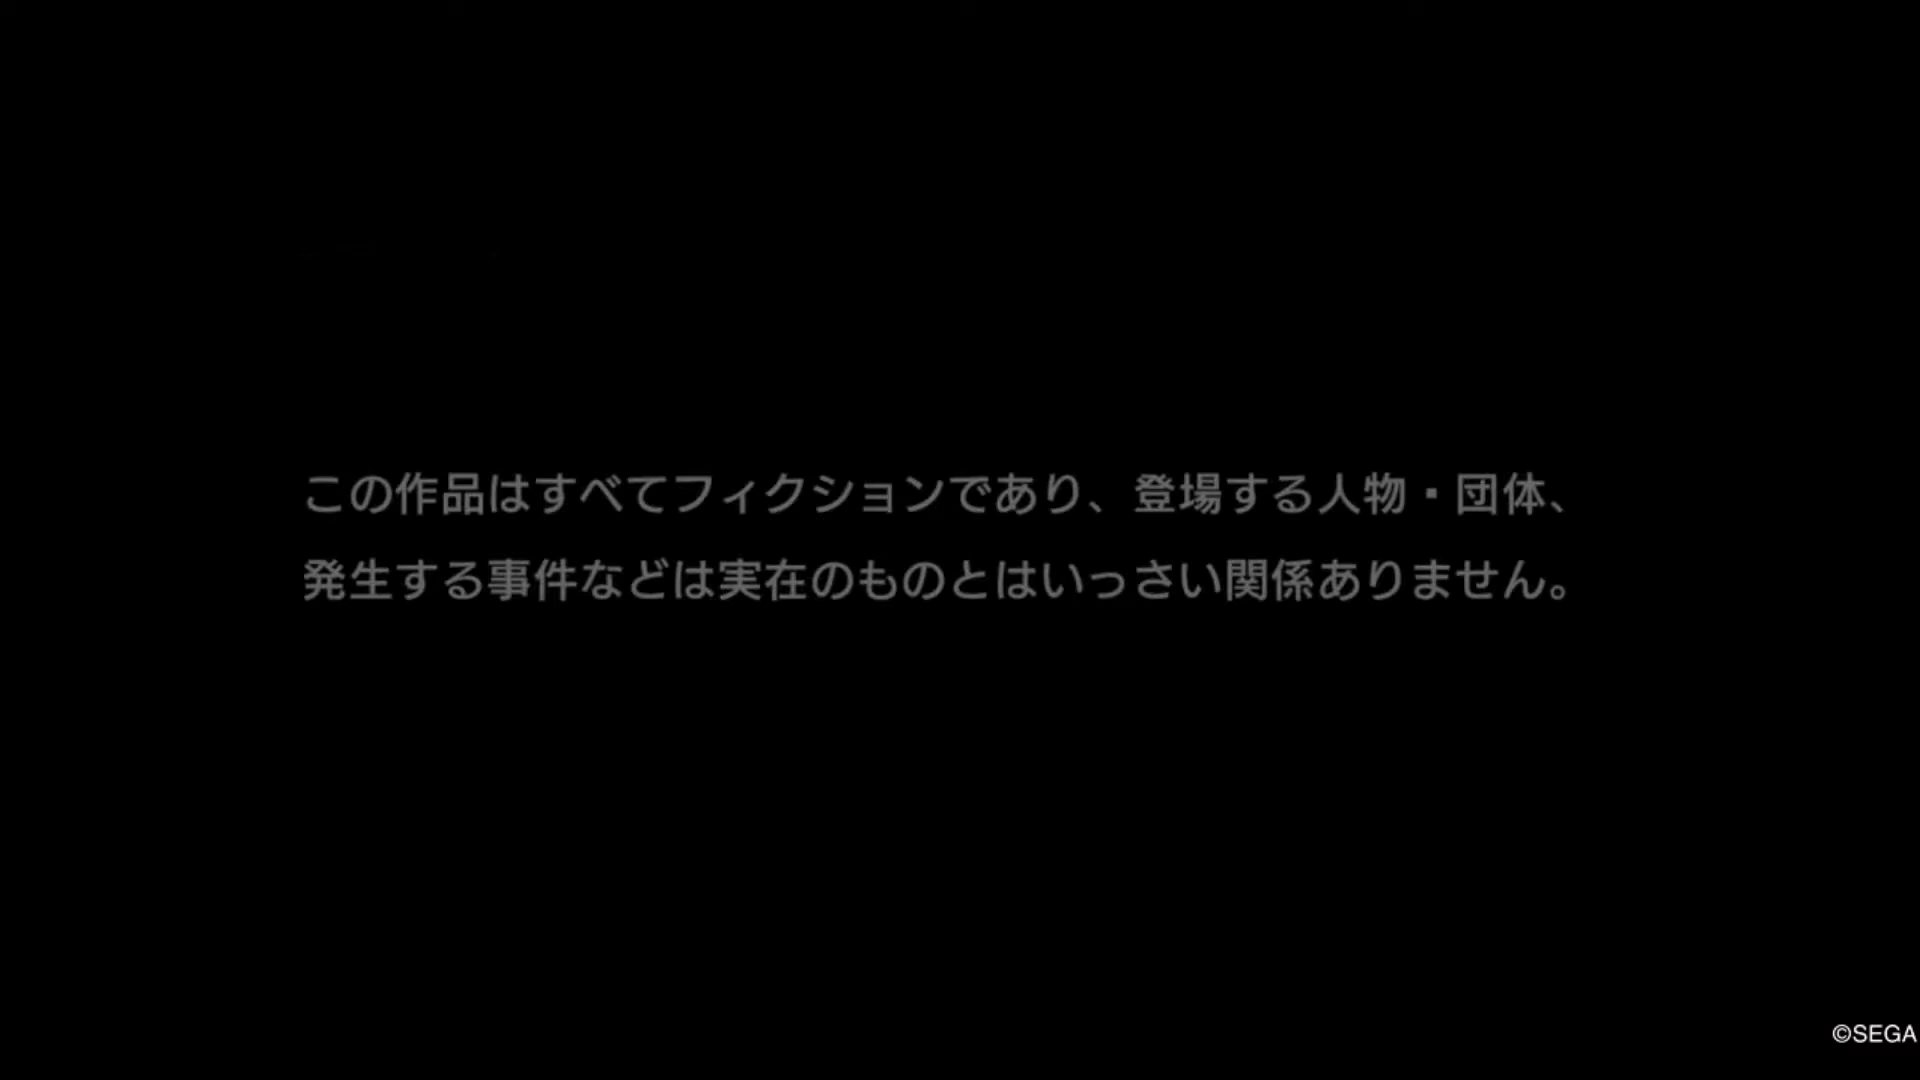 この作品はすべてフィクションであり、登場する人物・団体、
発生する事件などは実在のものとはいっさい関係ありません。
©SEGA